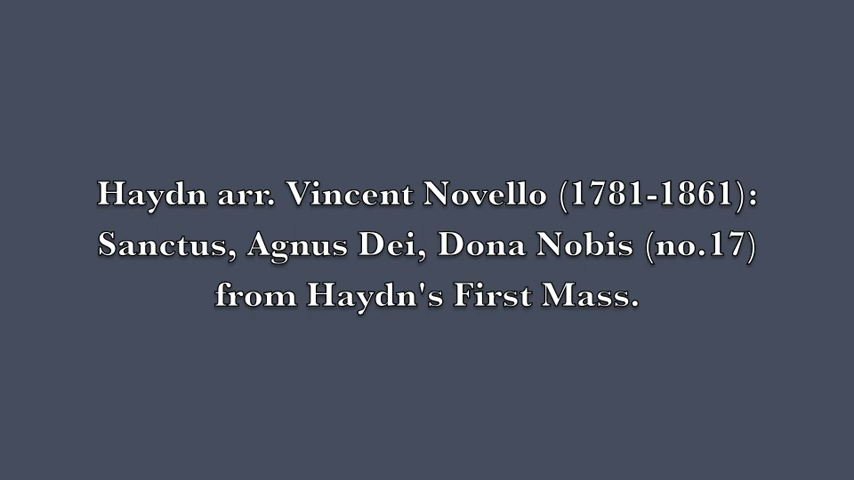 Haydn arr. Vincent Novello (1781-1861):
Sanctus, Agnus Dei, Dona Nobis (no.17)
from Haydn's First Mass.